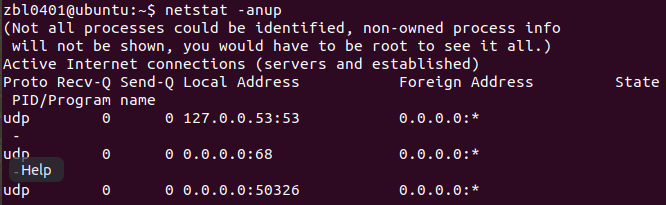 zbl0401@ubuntu:~$ netstat -anup
(Not all processes could be identified, non-owned process info
will not be shown, you would have to be root to see it all.)
Active Internet connections (servers and established)
Proto Recv-Q Send-Q Local Address Foreign Address State
PID/Program name
udp 0 0 127.0.0.53:53 0.0.0.0:*
-
udp 0 0 0.0.0.0:68 0.0.0.0:*
- Help
udp 0 0 0.0.0.0:50326 0.0.0.0:*